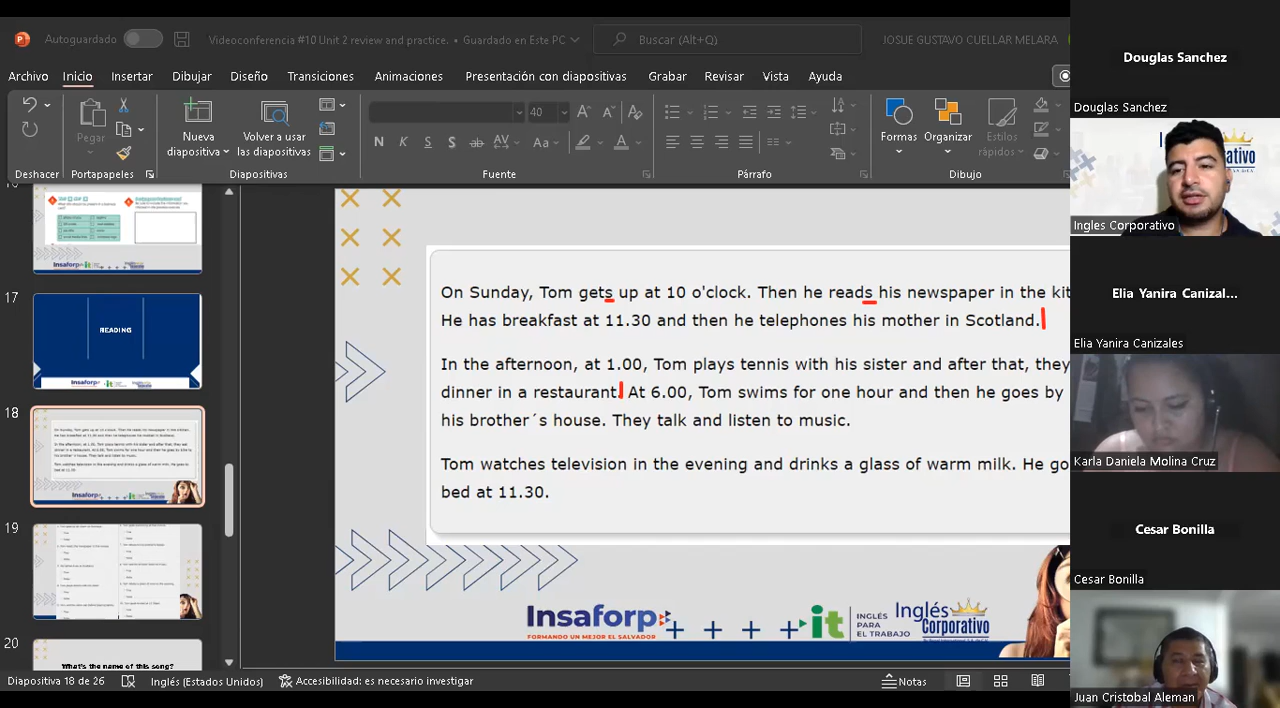 Autoguardado
Videoconferencia #10 Unit 2 review and practice. • Guardado en Este PC
Buscar (Alt+Q)
JOSUE GUSTAVO CUELLAR MELARA
Archivo Inicio Insertar Dibujar Diseño Transiciones Animaciones Presentación con diapositivas Grabar Revisar Vista Ayuda
Pegar
Nueva diapositiva
Volver a usar las diapositivas
40
N K S S ab AV Aa A
Formas
Organizar
Estilos rápidos
Deshacer Portapapeles Diapositivas Fuente Párrafo Dibujo
17
READING
18
19
20
What's the name of this song?
On Sunday, Tom gets up at 10 o'clock. Then he reads his newspaper in the kit
He has breakfast at 11.30 and then he telephones his mother in Scotland.
In the afternoon, at 1.00, Tom plays tennis with his sister and after that, they
dinner in a restaurant. At 6.00, Tom swims for one hour and then he goes by
his brother´s house. They talk and listen to music.
Tom watches television in the evening and drinks a glass of warm milk. He go
bed at 11.30.
Insaforp
FORMANDO UN MEJOR EL SALVADOR
it
INGLÉS PARA EL TRABAJO
Inglés Corporativo
Diapositiva 18 de 26
Inglés (Estados Unidos)
Accesibilidad: es necesario investigar
Notas
Douglas Sanchez
Douglas Sanchez
Ingles Corporativo
Elia Yanira Canizal...
Elia Yanira Canizales
Karla Daniela Molina Cruz
Cesar Bonilla
Cesar Bonilla
Juan Cristobal Aleman